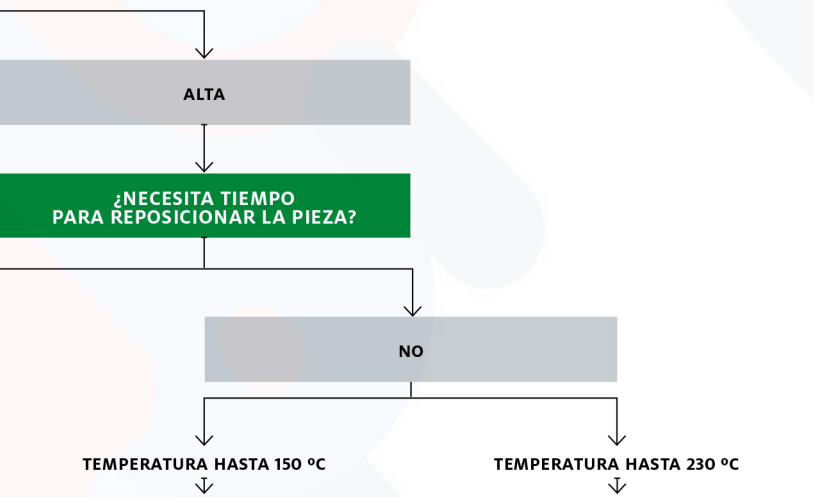 ALTA
¿NECESITA TIEMPO
PARA REPOSICIONAR LA PIEZA?
NO
TEMPERATURA HASTA 150 ºC
TEMPERATURA HASTA 230 ºC